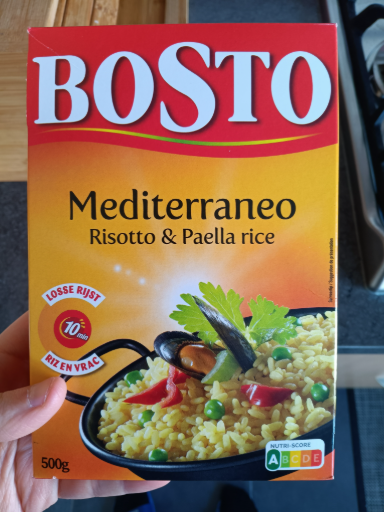 BOSTO
Mediterraneo
Risotto & Paella rice
LOSSE RIJST
10 min
RIZ EN VRAC
500g
NUTRI-SCORE
A B C D E